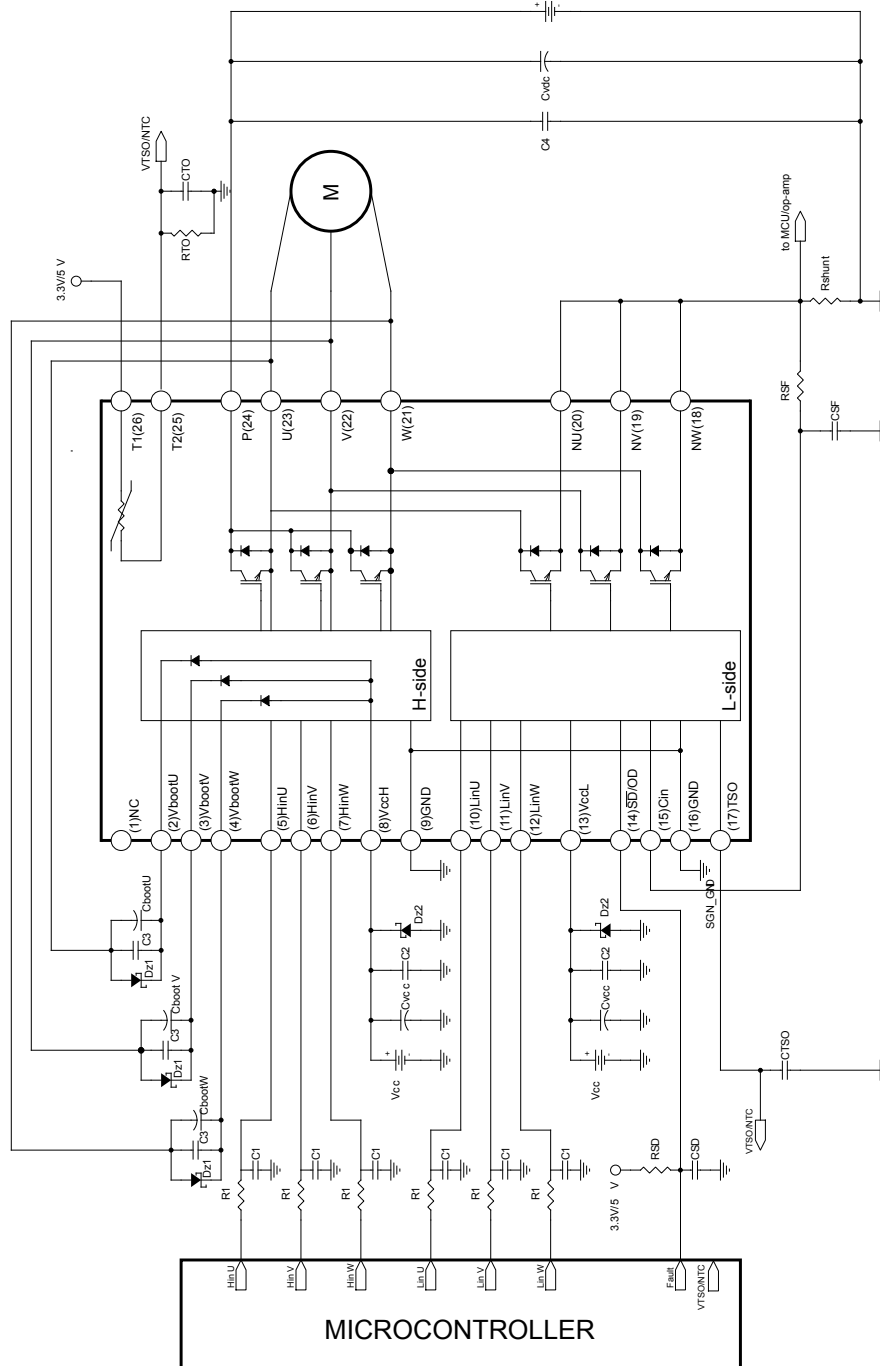 +
-
Cvdc
C4
VTSO/NTC
CTO
RTO
3.3V/5 V
M
to MCU/op-amp
Rshunt
RSF
CSF
T1(26)
T2(25)
P(24)
U(23)
V(22)
W(21)
NU(20)
NV(19)
NW(18)
H-side
L-side
(1)NC
(2)VbootU
(3)VbootV
(4)VbootW
(5)HinU
(6)HinV
(7)HinW
(8)VccH
(9)GND
(10)LinU
(11)LinV
(12)LinW
(13)VccL
(14)SD/OD
(15)Cin
(16)GND
(17)TSO
SGN_GND
CbootU
C3
Dz1
Cboot V
C3
Dz1
CbootW
C3
Dz1
Dz2
C2
Cvc c
+
-
Vcc
Dz2
C2
Cvcc
+
-
Vcc
CTSO
VTSO/NTC
R1
C1
R1
C1
R1
C1
R1
C1
R1
C1
R1
C1
3.3V/5 V
RSD
CSD
Hin U
Hin V
Hin W
Lin U
Lin V
Lin W
Fault
VTSO/NTC
MICROCONTROLLER